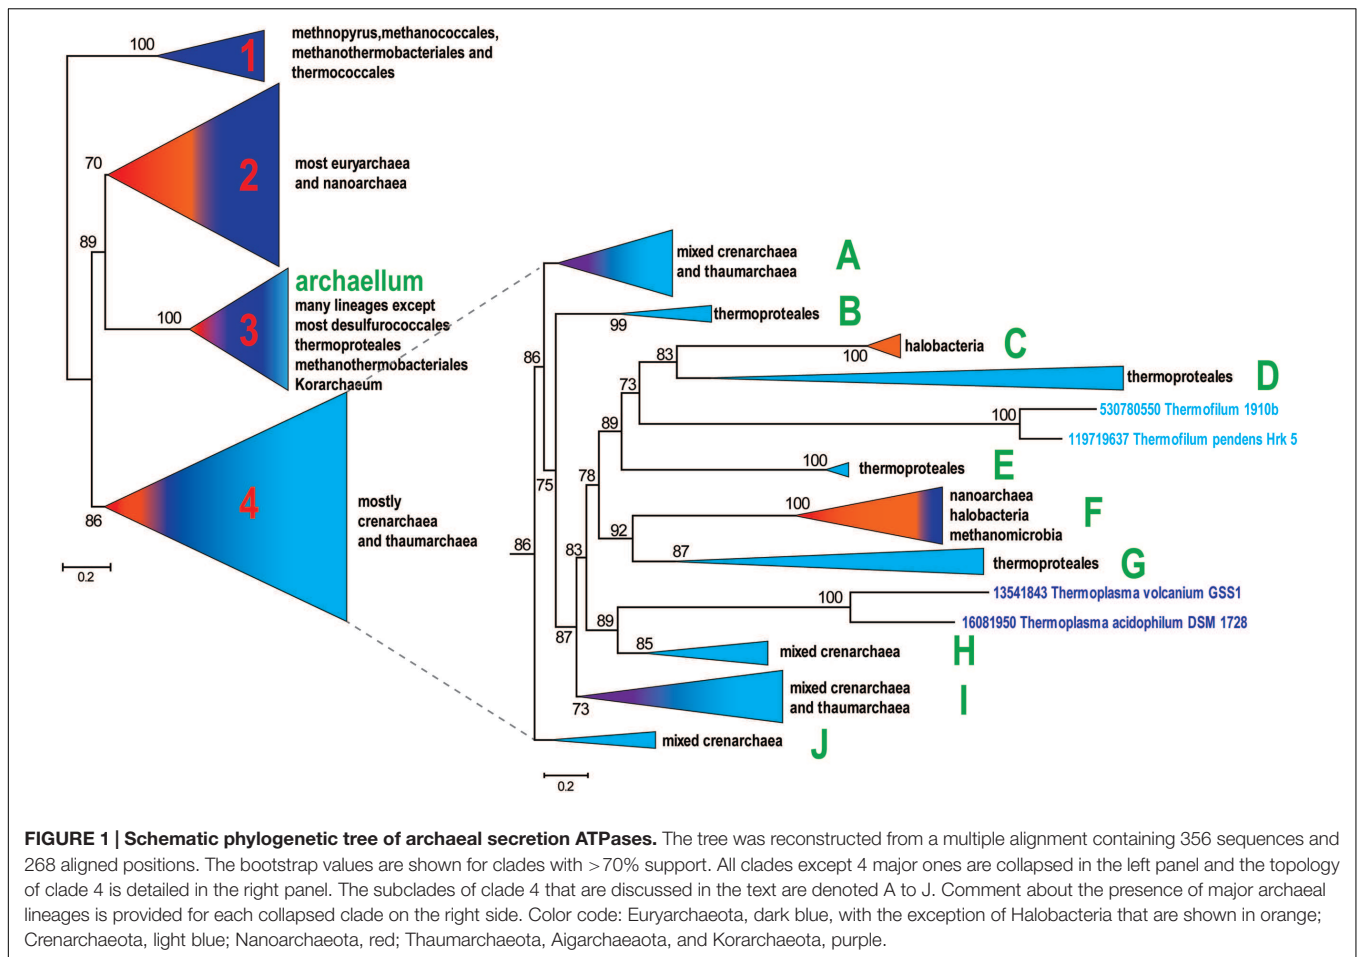 100
1
methnopyrus,methanococcales,
methanothermobacteriales and
thermococcales
70
2
most euryarchaea
and nanoarchaea
89
archaellum
100
3
many lineages except
most desulfurococcales
thermoproteales
methanothermobacteriales
Korarchaeum
86
4
mostly
crenarchaea
and thaumarchaea
0.2
86
86
mixed crenarchaea
and thaumarchaea
A
75
99
thermoproteales
B
83
100
halobacteria
C
73
thermoproteales
D
100
530780550 Thermofilum 1910b
119719637 Thermofilum pendens Hrk 5
89
100
thermoproteales
E
78
92
100
nanoarchaea
halobacteria
methanomicrobia
F
87
thermoproteales
G
83
100
13541843 Thermoplasma volcanium GSS1
16081950 Thermoplasma acidophilum DSM 1728
89
85
mixed crenarchaea
H
87
73
mixed crenarchaea
and thaumarchaea
I
mixed crenarchaea
J
0.2
FIGURE 1 | Schematic phylogenetic tree of archaeal secretion ATPases. The tree was reconstructed from a multiple alignment containing 356 sequences and
268 aligned positions. The bootstrap values are shown for clades with >70% support. All clades except 4 major ones are collapsed in the left panel and the topology
of clade 4 is detailed in the right panel. The subclades of clade 4 that are discussed in the text are denoted A to J. Comment about the presence of major archaeal
lineages is provided for each collapsed clade on the right side. Color code: Euryarchaeota, dark blue, with the exception of Halobacteria that are shown in orange;
Crenarchaeota, light blue; Nanoarchaeota, red; Thaumarchaeota, Aigarchaeaota, and Korarchaeota, purple.